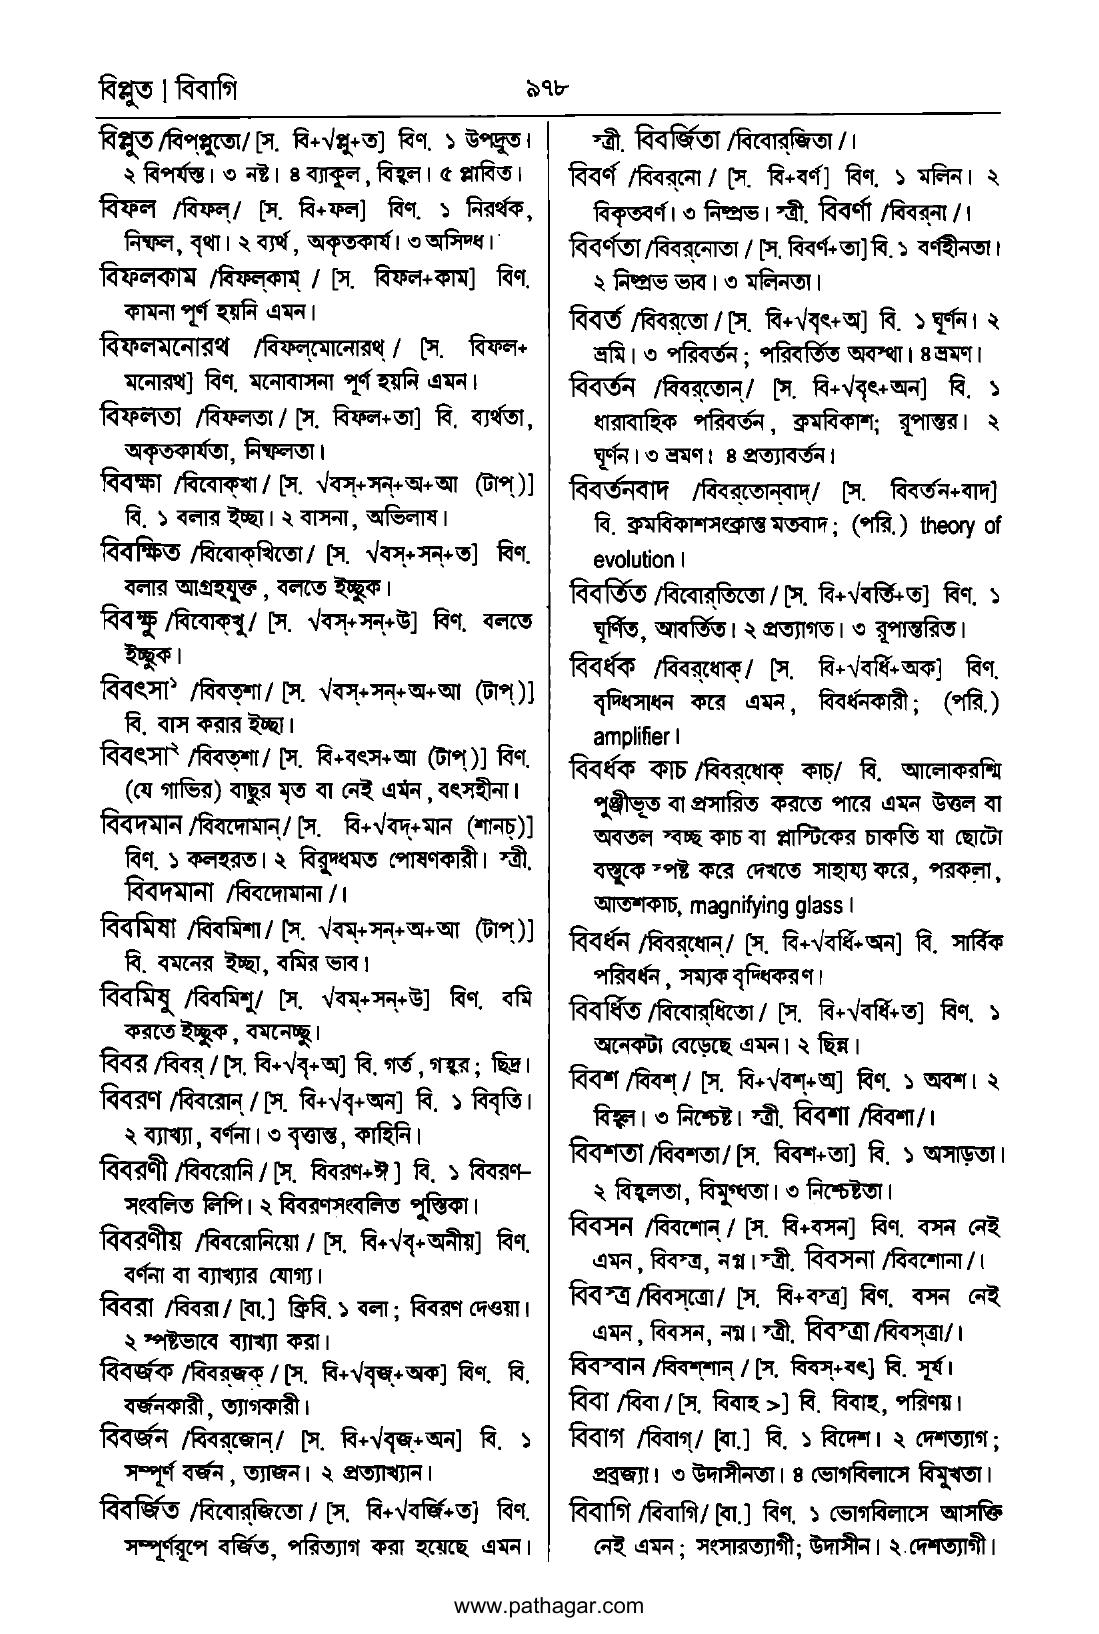 বিপ্লুত | বিবাগি
৯৭৮
বিপ্লুত /বিপ্প্লুতো/ [স. বি+√প্লু+ত] বিণ. ১ উপদ্রুত।
২ বিপর্যস্ত। ৩ নষ্ট। ৪ ব্যাকুল, বিহ্বল। ৫ প্লাবিত।
বিফল /বিফল্/ [স. বি+ফল] বিণ. ১ নিরর্থক,
নিষ্ফল, বৃথা। ২ ব্যর্থ, অকৃতকার্য। ৩ অসিদ্ধ।
বিফলকাম /বিফল্‌কাম্ / [স. বিফল+কাম] বিণ.
কামনা পূর্ণ হয়নি এমন।
বিফলমনোরথ /বিফল্‌মোনোরথ্ / [স. বিফল+
মনোরথ] বিণ. মনোবাসনা পূর্ণ হয়নি এমন।
বিফলতা /বিফলতা / [স. বিফল+তা] বি. ব্যর্থতা,
অকৃতকার্যতা, নিষ্ফলতা।
বিবক্ষা /বিবোক্‌খা / [স. √বস্+সন্+অ+আ (টাপ্)]
বি. ১ বলার ইচ্ছা। ২ বাসনা, অভিলাষ।
বিবক্ষিত /বিবোক্‌খিতো / [স. √বস্+সন্+ত] বিণ.
বলার আগ্রহযুক্ত, বলতে ইচ্ছুক।
বিবক্ষু /বিবোক্‌খু/ [স. √বস্+সন্+উ] বিণ. বলতে
ইচ্ছুক।
বিবৎসা১ /বিবত্‌শা / [স. √বস্+সন্+অ+আ (টাপ্)]
বি. বাস করার ইচ্ছা।
বিবৎসা২ /বিবত্‌শা / [স. বি+বৎস+আ (টাপ্)] বিণ.
(যে গাভির) বাছুর মৃত বা নেই এমন, বৎসহীনা।
বিবদমান /বিবদোমান্/ [স. বি+√বদ্+মান (শানচ্)]
বিণ. ১ কলহরত। ২ বিরুদ্ধমত পোষণকারী। স্ত্রী.
বিবদমানা /বিবদোমানা /।
বিবমিষা /বিবমিশা / [স. √বম্+সন্+অ+আ (টাপ্)]
বি. বমনের ইচ্ছা, বমির ভাব।
বিবমিষু /বিবমিশু/ [স. √বম্+সন্+উ] বিণ. বমি
করতে ইচ্ছুক, বমনেচ্ছু।
বিবর /বিবর্ / [স. বি+√বৃ+অ] বি. গর্ত, গহ্বর; ছিদ্র।
বিবরণ /বিবরোন্ / [স. বি+√বৃ+অন] বি. ১ বিবৃতি।
২ ব্যাখ্যা, বর্ণনা। ৩ বৃত্তান্ত, কাহিনি।
বিবরণী /বিবরোনি / [স. বিবরণ+ঈ ] বি. ১ বিবরণ–
সংবলিত লিপি। ২ বিবরণসংবলিত পুস্তিকা।
বিবরণীয় /বিবরোনিয়ো / [স. বি+√বৃ+অনীয়] বিণ.
বর্ণনা বা ব্যাখ্যার যোগ্য।
বিবরা /বিবরা / [বা.] ক্রিবি. ১ বলা; বিবরণ দেওয়া।
২ স্পষ্টভাবে ব্যাখ্যা করা।
বিবর্জক /বিবর্‌জক্ / [স. বি+√বৃজ্+অক] বিণ. বি.
বর্জনকারী, ত্যাগকারী।
বিবর্জন /বিবর্‌জোন্/ [স. বি+√বৃজ্+অন] বি. ১
সম্পূর্ণ বর্জন, ত্যাজন। ২ প্রত্যাখ্যান।
বিবর্জিত /বিবোর্‌জিতো / [স. বি+√বর্জি+ত] বিণ.
সম্পূর্ণরূপে বর্জিত, পরিত্যাগ করা হয়েছে এমন।
স্ত্রী. বিবর্জিতা /বিবোর্‌জিতা /।
বিবর্ণ /বিবর্‌নো / [স. বি+বর্ণ] বিণ. ১ মলিন। ২
বিকৃতবর্ণ। ৩ নিষ্প্রভ। স্ত্রী. বিবর্ণা /বিবর্‌না /।
বিবর্ণতা /বিবর্‌নোতা / [স. বিবর্ণ+তা] বি. ১ বর্ণহীনতা।
২ নিষ্প্রভ ভাব। ৩ মলিনতা।
বিবর্ত /বিবর্‌তো / [স. বি+√বৃৎ+অ] বি. ১ ঘূর্ণন। ২
ভ্রমি। ৩ পরিবর্তন; পরিবর্তিত অবস্থা। ৪ ভ্রমণ।
বিবর্তন /বিবর্‌তোন্/ [স. বি+√বৃৎ+অন] বি. ১
ধারাবাহিক পরিবর্তন, ক্রমবিকাশ; রূপান্তর। ২
ঘূর্ণন। ৩ ভ্রমণ। ৪ প্রত্যাবর্তন।
বিবর্তনবাদ /বিবর্‌তোন্‌বাদ্/ [স. বিবর্তন+বাদ]
বি. ক্রমবিকাশসংক্রান্ত মতবাদ; (পরি.) theory of
evolution।
বিবর্তিত /বিবোর্‌তিতো / [স. বি+√বর্তি+ত] বিণ. ১
ঘূর্ণিত, আবর্তিত। ২ প্রত্যাগত। ৩ রূপান্তরিত।
বিবর্ধক /বিবর্‌ধোক্/ [স. বি+√বর্ধি+অক] বিণ.
বৃদ্ধিসাধন করে এমন, বিবর্ধনকারী; (পরি.)
amplifier।
বিবর্ধক কাচ /বিবর্‌ধোক্ কাচ্/ বি. আলোকরশ্মি
পুঞ্জীভূত বা প্রসারিত করতে পারে এমন উত্তল বা
অবতল স্বচ্ছ কাচ বা প্লাস্টিকের চাকতি যা ছোটো
বস্তুকে স্পষ্ট করে দেখতে সাহায্য করে, পরকলা,
আতশকাচ, magnifying glass।
বিবর্ধন /বিবর্‌ধোন্/ [স. বি+√বর্ধি+অন] বি. সার্বিক
পরিবর্ধন, সম্যক বৃদ্ধিকরণ।
বিবর্ধিত /বিবোর্‌ধিতো / [স. বি+√বর্ধি+ত] বিণ. ১
অনেকটা বেড়েছে এমন। ২ ছিন্ন।
বিবশ /বিবশ্ / [স. বি+√বশ্+অ] বিণ. ১ অবশ। ২
বিহ্বল। ৩ নিশ্চেষ্ট। স্ত্রী. বিবশা /বিবশা/।
বিবশতা /বিবশতা/ [স. বিবশ+তা] বি. ১ অসাড়তা।
২ বিহ্বলতা, বিমুগ্ধতা। ৩ নিশ্চেষ্টতা।
বিবসন /বিবশোন্ / [স. বি+বসন] বিণ. বসন নেই
এমন, বিবস্ত্র, নগ্ন। স্ত্রী. বিবসনা /বিবশোনা/।
বিবস্ত্র /বিবস্‌ত্রো/ [স. বি+বস্ত্র] বিণ. বসন নেই
এমন, বিবসন, নগ্ন। স্ত্রী. বিবস্ত্রা /বিবস্‌ত্রা/।
বিবস্বান /বিবশ্‌শান্ / [স. বিবস্+বৎ] বি. সূর্য।
বিবা /বিবা / [স. বিবাহ >] বি. বিবাহ, পরিণয়।
বিবাগ /বিবাগ্/ [বা.] বি. ১ বিদেশ। ২ দেশত্যাগ;
প্রব্রজ্যা। ৩ উদাসীনতা। ৪ ভোগবিলাসে বিমুখতা।
বিবাগি /বিবাগি/ [বা.] বিণ. ১ ভোগবিলাসে আসক্তি
নেই এমন; সংসারত্যাগী; উদাসীন। ২ দেশত্যাগী।
www.pathagar.com